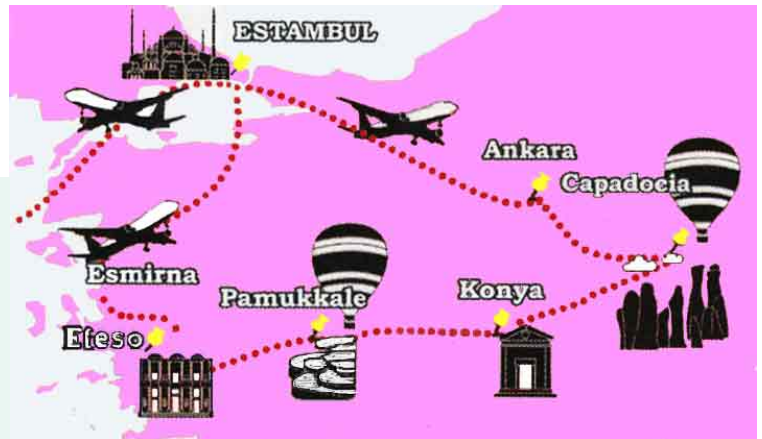 ESTAMBUL
Ankara
Capadocia
Esmirna
Pamukkale
Konya
Efeso